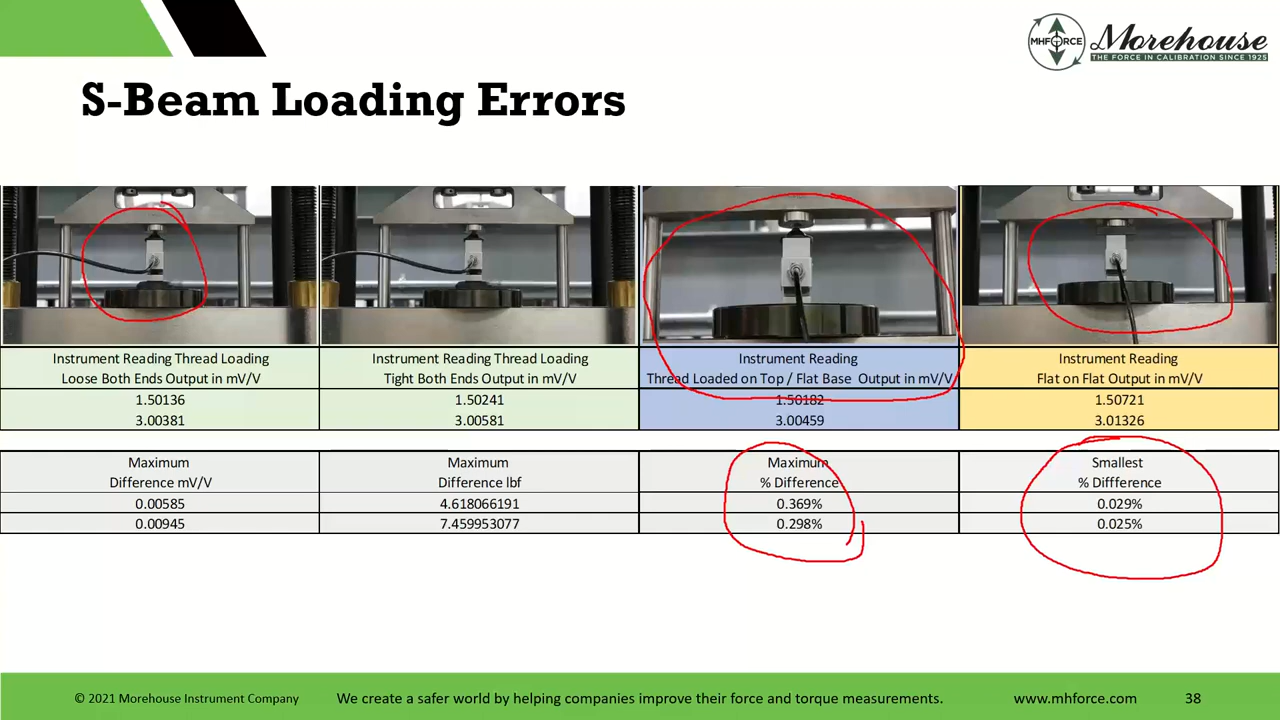 MHFORCE
Morehouse
THE FORCE IN CALIBRATION SINCE 1925
S-Beam Loading Errors
Instrument Reading Thread Loading
Loose Both Ends Output in mV/V
1.50136
3.00381
Instrument Reading Thread Loading
Tight Both Ends Output in mV/V
1.50241
3.00581
Instrument Reading
Thread Loaded on Top / Flat Base Output in mV/V
1.50182
3.00459
Instrument Reading
Flat on Flat Output in mV/V
1.50721
3.01326
Maximum
Difference mV/V
0.00585
0.00945
Maximum
Difference lbf
4.618066191
7.459953077
Maximum
% Difference
0.369%
0.298%
Smallest
% Diffference
0.029%
0.025%
© 2021 Morehouse Instrument Company
We create a safer world by helping companies improve their force and torque measurements.
www.mhforce.com
38